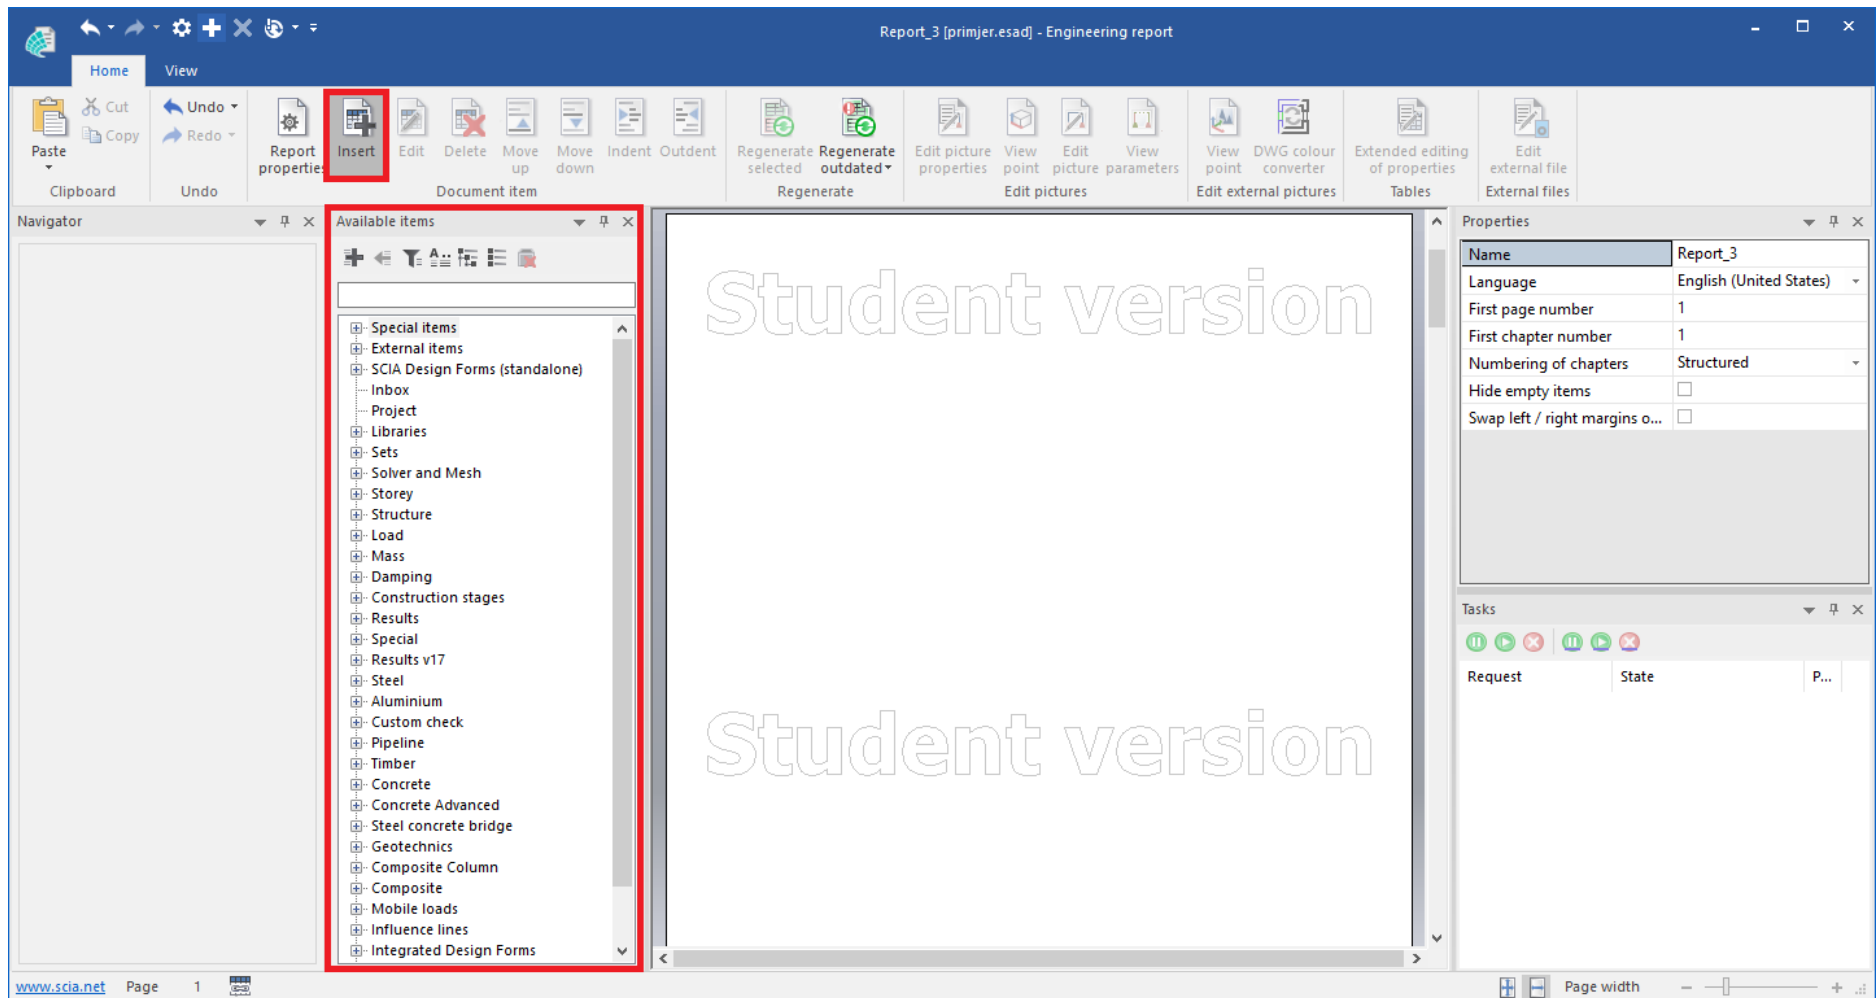 Report_3 [primjer.esad] - Engineering report
Home View
Cut
Copy
Paste
Clipboard
Undo
Redo
Undo
Report properties
Insert
Edit
Delete
Move up
Move down
Indent
Outdent
Document item
Regenerate selected
Regenerate outdated
Regenerate
Edit picture properties
View point
Edit picture
View parameters
Edit pictures
View point
DWG colour converter
Edit external pictures
Extended editing of properties
Tables
Edit external file
External files
Navigator
Available items
Special items
External items
SCIA Design Forms (standalone)
Inbox
Project
Libraries
Sets
Solver and Mesh
Storey
Structure
Load
Mass
Damping
Construction stages
Results
Special
Results v17
Steel
Aluminium
Custom check
Pipeline
Timber
Concrete
Concrete Advanced
Steel concrete bridge
Geotechnics
Composite Column
Composite
Mobile loads
Influence lines
Integrated Design Forms
Student version
Student version
Properties
Name Report_3
Language English (United States)
First page number 1
First chapter number 1
Numbering of chapters Structured
Hide empty items
Swap left / right margins o...
Tasks
Request State P...
www.scia.net Page 1
Page width